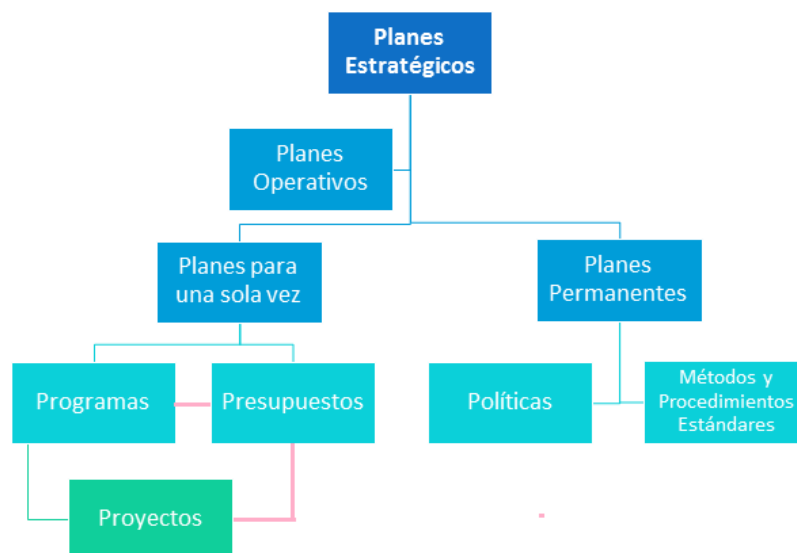 Planes
Estratégicos
Planes
Operativos
Planes para
una sola vez
Planes
Permanentes
Programas
Presupuestos
Políticas
Métodos y
Procedimientos
Estándares
Proyectos